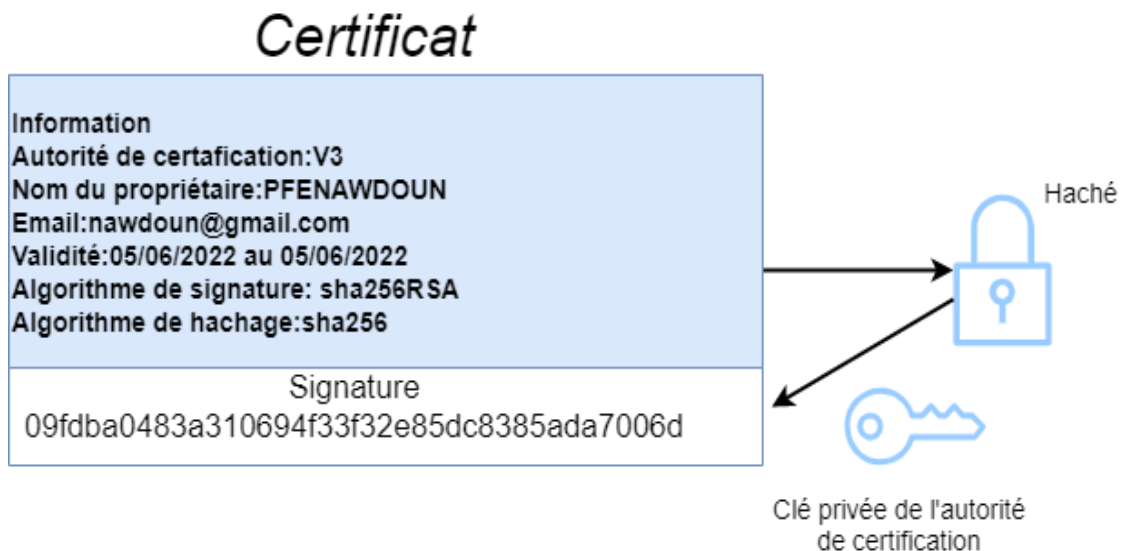 Certificat
Information
Autorité de certafication:V3
Nom du propriétaire:PFENAWDOUN
Email:nawdoun@gmail.com
Validité:05/06/2022 au 05/06/2022
Algorithme de signature: sha256RSA
Algorithme de hachage:sha256
Signature
09fdba0483a310694f33f32e85dc8385ada7006d
Haché
Clé privée de l'autorité
de certification